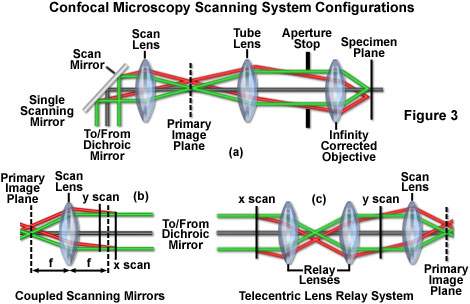 Confocal Microscopy Scanning System Configurations
Scan
Lens
Tube
Lens
Aperture
Stop
Specimen
Plane
Scan
Mirror
Single
Scanning
Mirror
To/From
Dichroic
Mirror
Primary
Image
Plane
Infinity
Corrected
Objective
Figure 3
(a)
Primary
Image
Plane
Scan
Lens
y scan
(b)
f
f
x scan
Coupled Scanning Mirrors
To/From
Dichroic
Mirror
x scan
(c)
y scan
Scan
Lens
Relay
Lenses
Primary
Image
Plane
Telecentric Lens Relay System